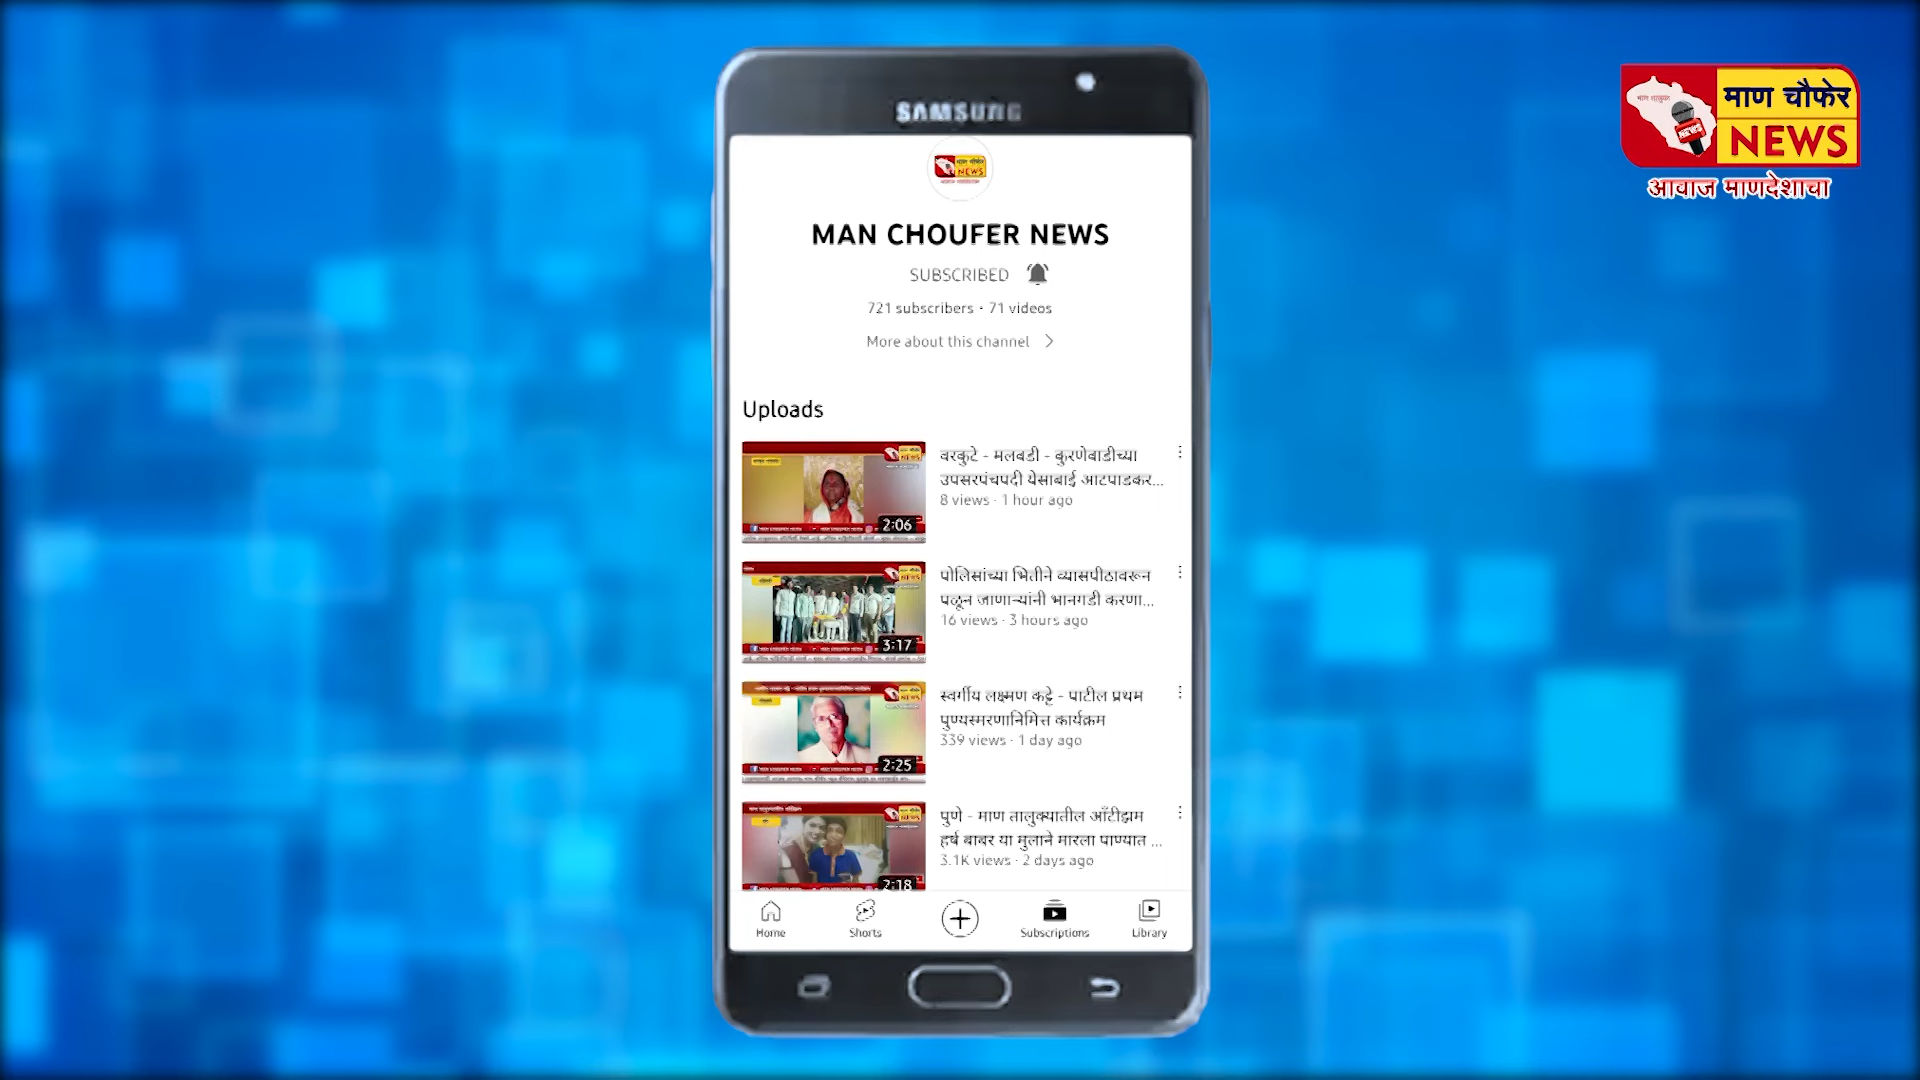 SAMSUNG
माण चौफेर
NEWS
आवाज माणदेशाचा
MAN CHOUFER NEWS
SUBSCRIBED
721 subscribers • 71 videos
More about this channel
Uploads
वरकुटे - मलवडी - कुरणेवाडीच्या
उपसरपंचपदी येसाबाई आटपाडकर...
8 views · 1 hour ago
2:06
पोलिसांच्या भितीने व्यासपीठावरून
पळून जाणाऱ्यांनी भानगडी करणा...
16 views · 3 hours ago
3:17
स्वर्गीय लक्ष्मण कट्टे - पाटील प्रथम
पुण्यस्मरणानिमित्त कार्यक्रम
339 views · 1 day ago
2:25
पुणे - माण तालुक्यातील ऑटीझम
हर्ष बाबर या मुलाने मारला पाण्यात ...
3.1K views · 2 days ago
2:18
Home
Shorts
Subscriptions
Library